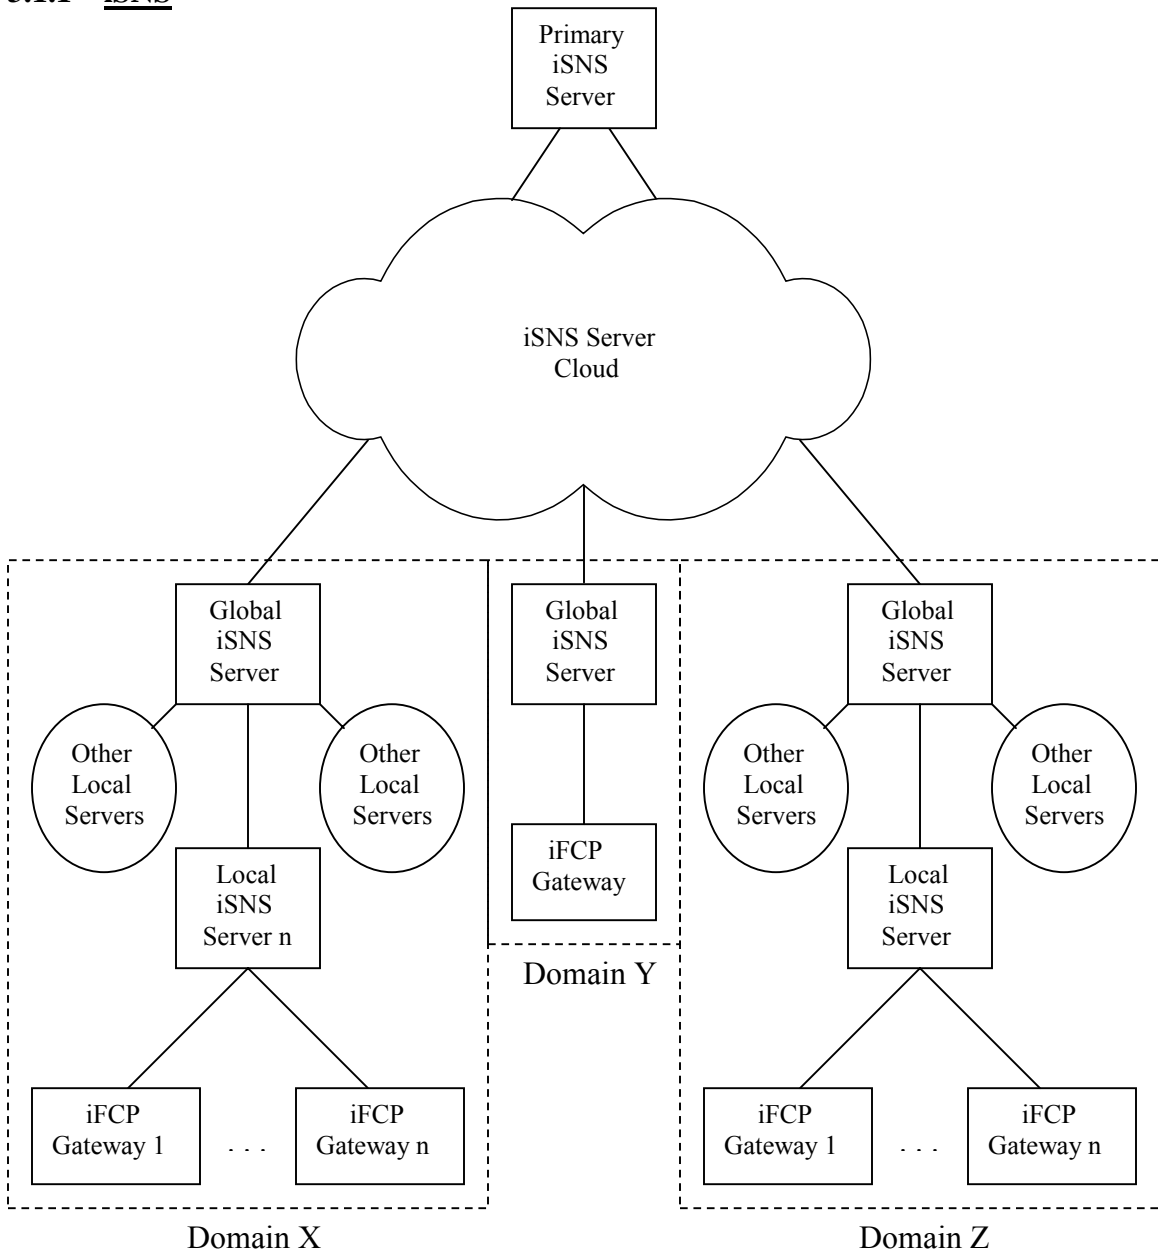 iSNS
Primary
iSNS
Server
iSNS Server
Cloud
Global
iSNS
Server
Global
iSNS
Server
Global
iSNS
Server
Other
Local
Servers
Other
Local
Servers
Other
Local
Servers
Other
Local
Servers
iFCP
Gateway
Local
iSNS
Server n
Local
iSNS
Server
Domain Y
iFCP
Gateway 1
. . .
iFCP
Gateway n
iFCP
Gateway 1
. . .
iFCP
Gateway n
Domain X
Domain Z